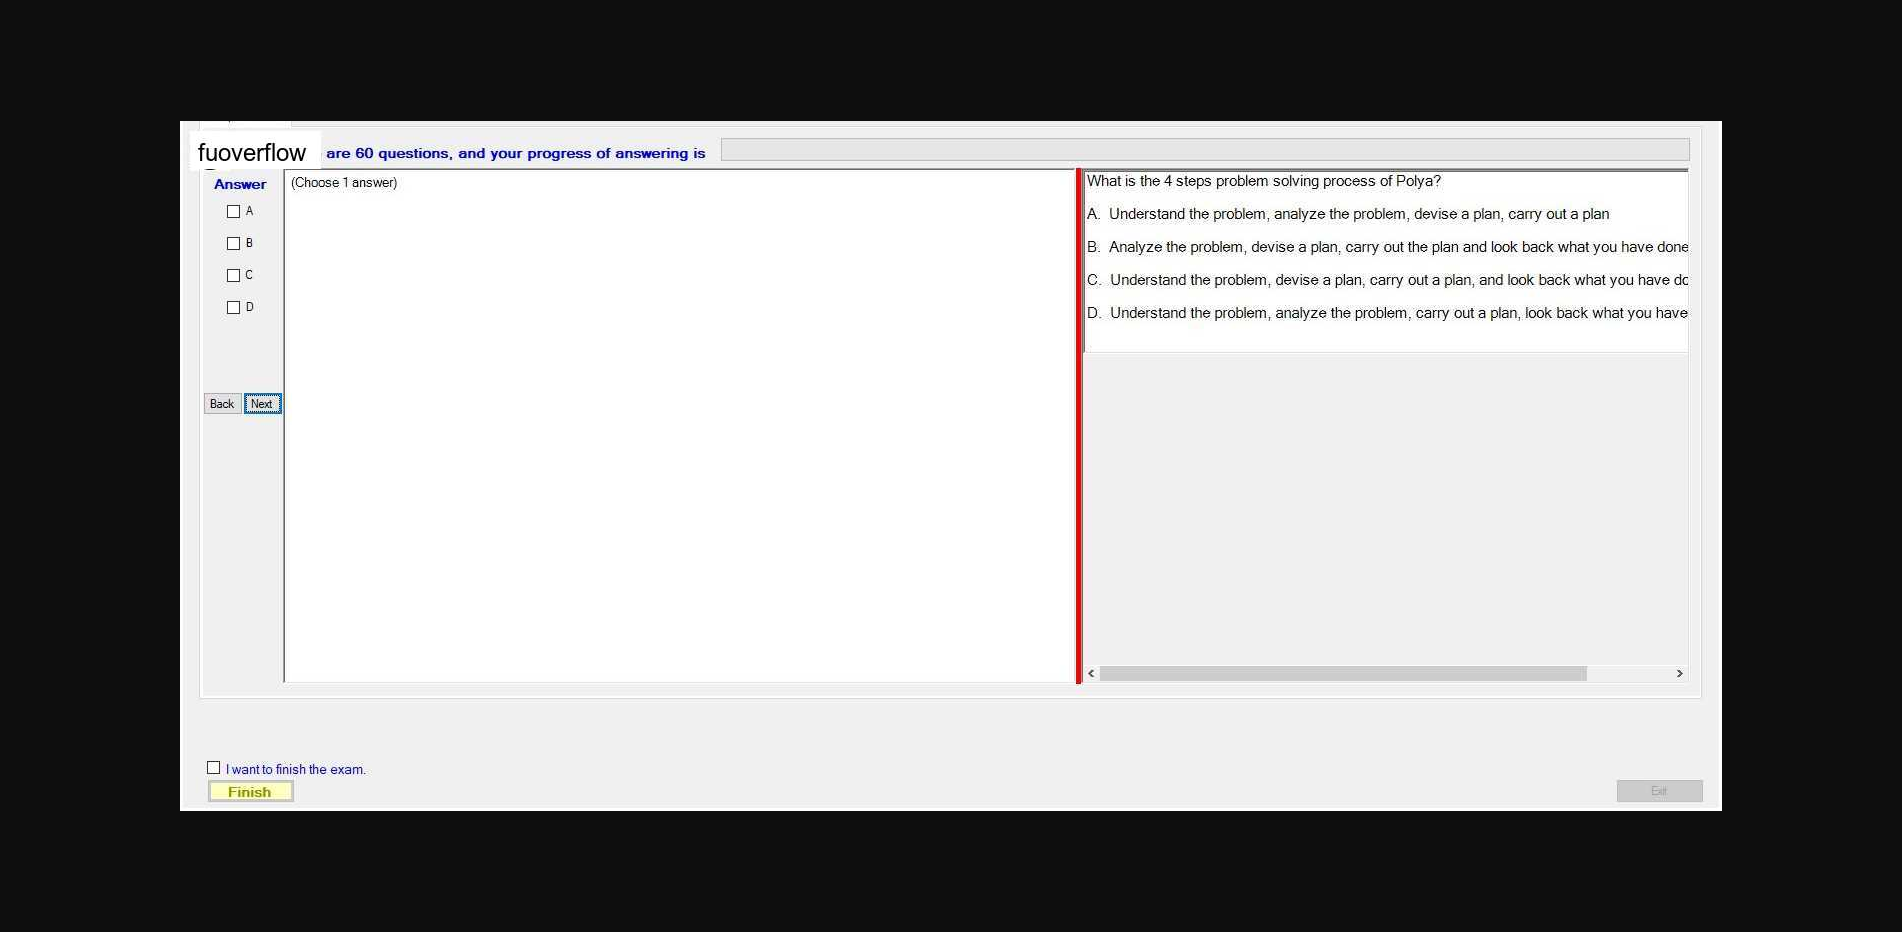 fuoverflow are 60 questions, and your progress of answering is
Answer
A
B
C
D
Back Next
(Choose 1 answer)
What is the 4 steps problem solving process of Polya?
A. Understand the problem, analyze the problem, devise a plan, carry out a plan
B. Analyze the problem, devise a plan, carry out the plan and look back what you have done
C. Understand the problem, devise a plan, carry out a plan, and look back what you have do
D. Understand the problem, analyze the problem, carry out a plan, look back what you have
I want to finish the exam.
Finish
Exit